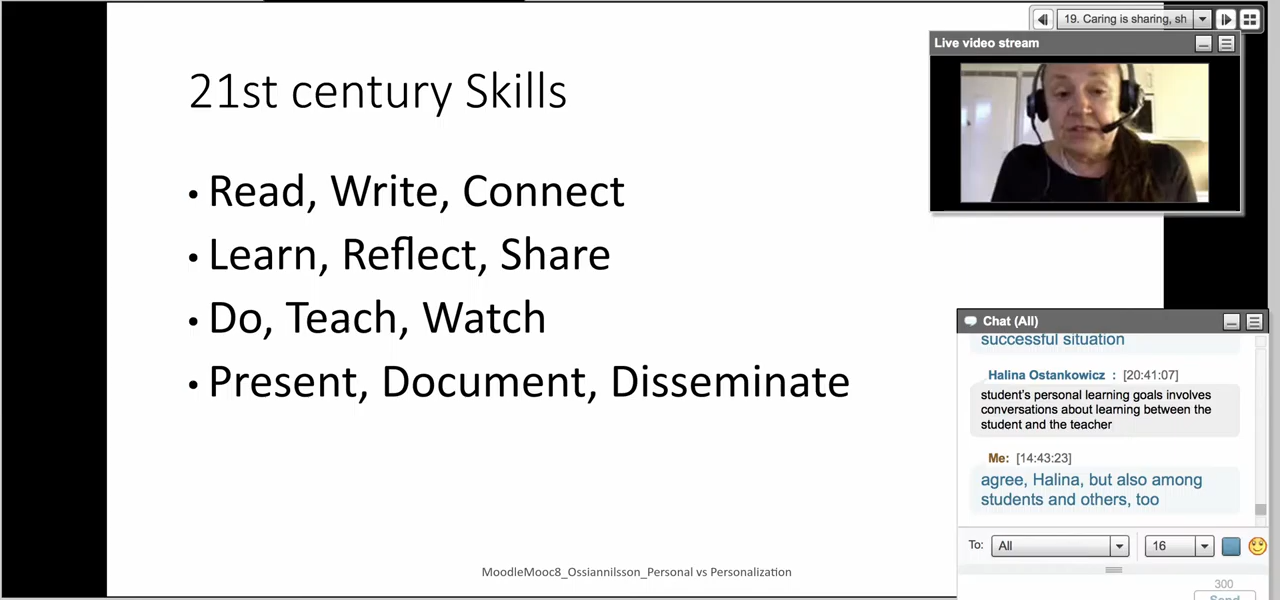 19. Caring is sharing, sh
Live video stream
21st century Skills
• Read, Write, Connect
• Learn, Reflect, Share
• Do, Teach, Watch
• Present, Document, Disseminate
MoodleMooc8_Ossiannilsson_Personal vs Personalization
Chat (All)
successful situation
Halina Ostankowicz : [20:41:07]
student's personal learning goals involves
conversations about learning between the
student and the teacher
Me: [14:43:23]
agree, Halina, but also among
students and others, too
To: All 16
300
Send